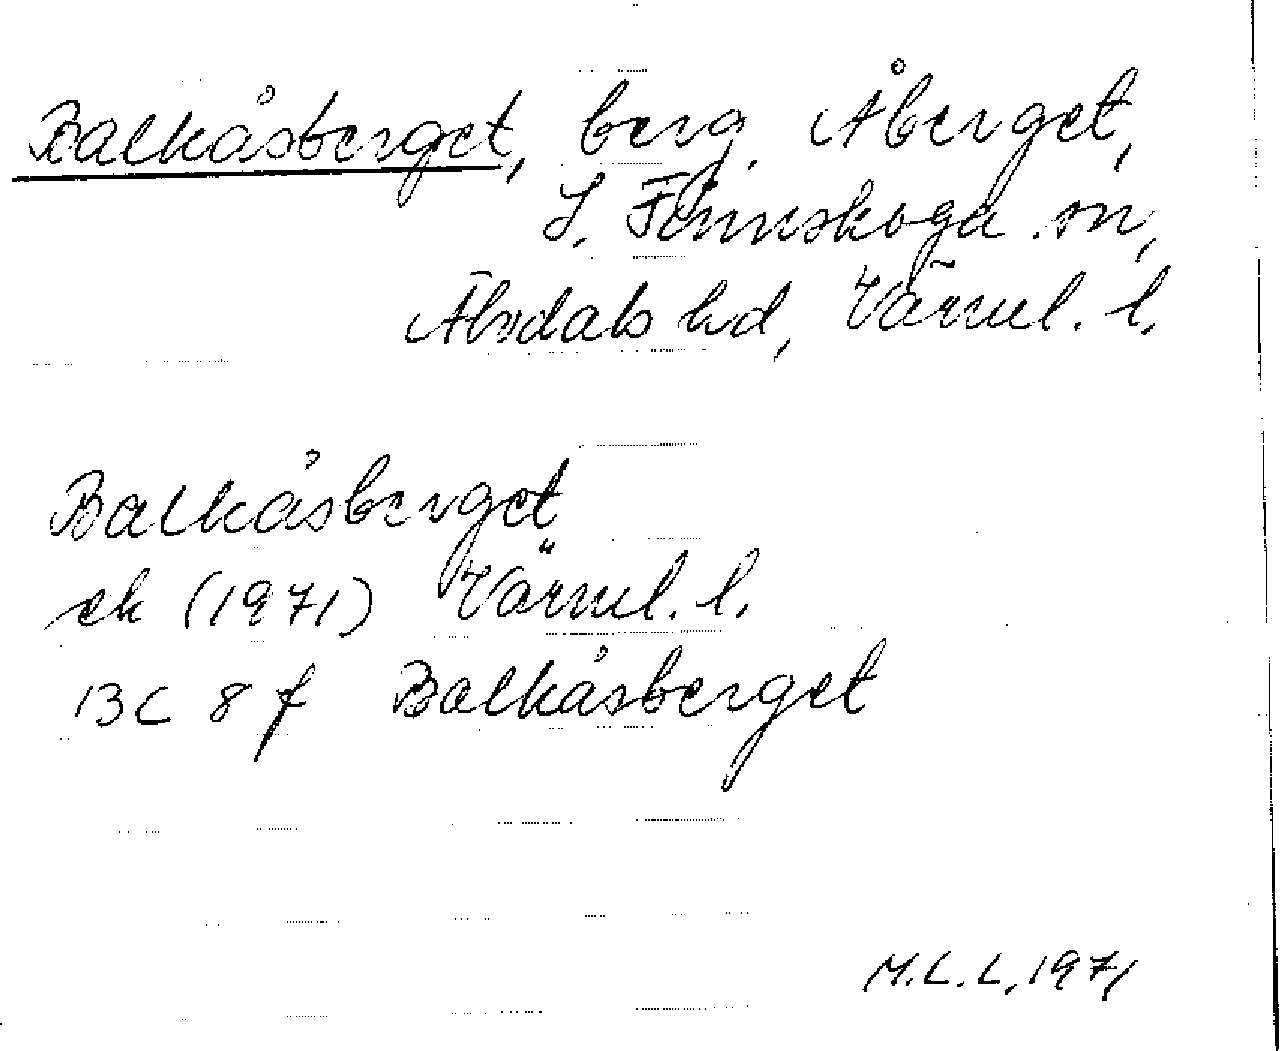 Balkåsberget, berg. Åberget,
S. Finnskoga sn,
Älvdals hd, Värml. l.
Balkåsberget
ek (1971) Värml. l.
13C 8f Balkåsberget
M.L.L, 1971